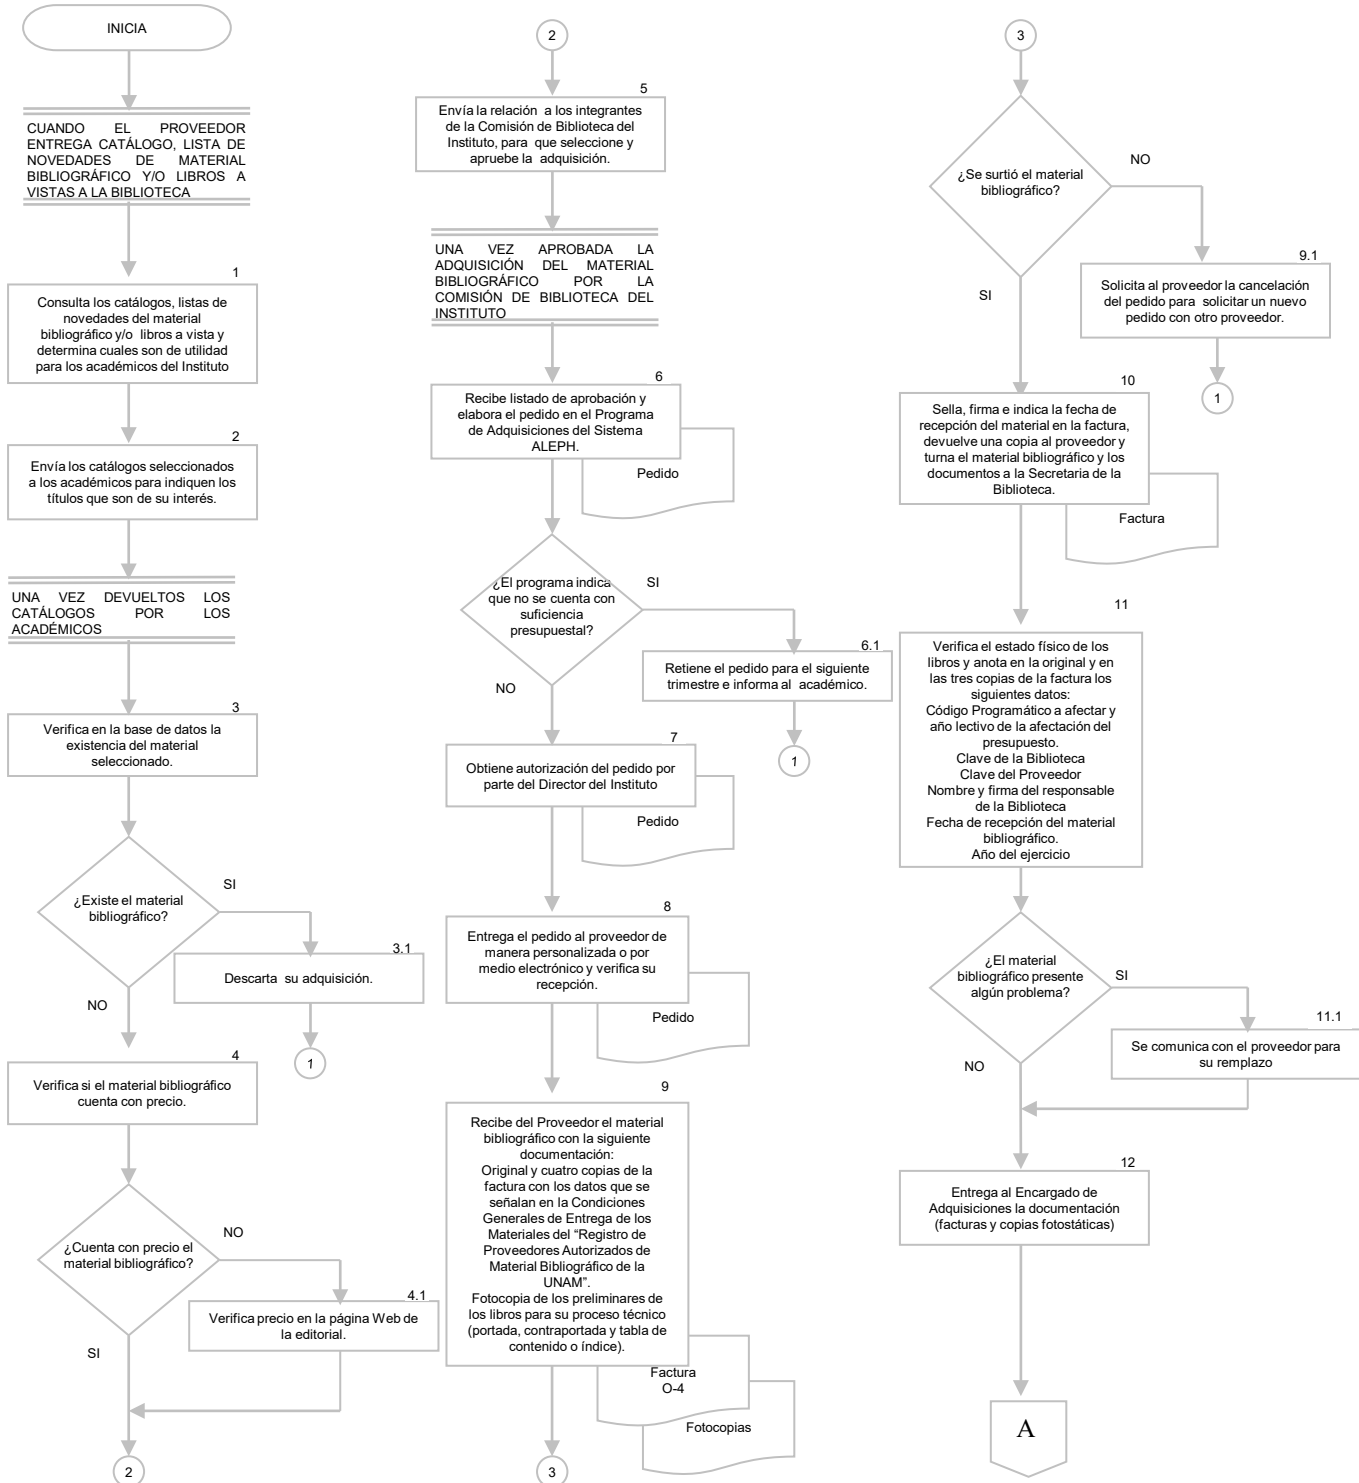 INICIA
CUANDO EL PROVEEDOR
ENTREGA CATÁLOGO, LISTA DE
NOVEDADES DE MATERIAL
BIBLIOGRÁFICO Y/O LIBROS A
VISTAS A LA BIBLIOTECA
1
Consulta los catálogos, listas de
novedades del material
bibliográfico y/o libros a vista y
determina cuales son de utilidad
para los académicos del Instituto
2
Envía los catálogos seleccionados
a los académicos para indiquen los
títulos que son de su interés.
UNA VEZ DEVUELTOS LOS
CATÁLOGOS POR LOS
ACADÉMICOS
3
Verifica en la base de datos la
existencia del material
seleccionado.
¿Existe el material
bibliográfico?
SI
3.1
Descarta su adquisición.
1
NO
4
Verifica si el material bibliográfico
cuenta con precio.
¿Cuenta con precio el
material bibliográfico?
NO
4.1
Verifica precio en la página Web de
la editorial.
SI
2
2
5
Envía la relación a los integrantes
de la Comisión de Biblioteca del
Instituto, para que seleccione y
apruebe la adquisición.
UNA VEZ APROBADA LA
ADQUISICIÓN DEL MATERIAL
BIBLIOGRÁFICO POR LA
COMISIÓN DE BIBLIOTECA DEL
INSTITUTO
6
Recibe listado de aprobación y
elabora el pedido en el Programa
de Adquisiciones del Sistema
ALEPH.
Pedido
¿El programa indica
que no se cuenta con
suficiencia
presupuestal?
SI
6.1
Retiene el pedido para el siguiente
trimestre e informa al académico.
1
NO
7
Obtiene autorización del pedido por
parte del Director del Instituto
Pedido
8
Entrega el pedido al proveedor de
manera personalizada o por
medio electrónico y verifica su
recepción.
Pedido
9
Recibe del Proveedor el material
bibliográfico con la siguiente
documentación:
Original y cuatro copias de la
factura con los datos que se
señalan en la Condiciones
Generales de Entrega de los
Materiales del “Registro de
Proveedores Autorizados de
Material Bibliográfico de la
UNAM”.
Fotocopia de los preliminares de
los libros para su proceso técnico
(portada, contraportada y tabla de
contenido o índice).
Factura
O-4
Fotocopias
3
3
¿Se surtió el material
bibliográfico?
NO
9.1
Solicita al proveedor la cancelación
del pedido para solicitar un nuevo
pedido con otro proveedor.
1
SI
10
Sella, firma e indica la fecha de
recepción del material en la factura,
devuelve una copia al proveedor y
turna el material bibliográfico y los
documentos a la Secretaria de la
Biblioteca.
Factura
11
Verifica el estado físico de los
libros y anota en la original y en
las tres copias de la factura los
siguientes datos:
Código Programático a afectar y
año lectivo de la afectación del
presupuesto.
Clave de la Biblioteca
Clave del Proveedor
Nombre y firma del responsable
de la Biblioteca
Fecha de recepción del material
bibliográfico.
Año del ejercicio
¿El material
bibliográfico presente
algún problema?
SI
11.1
Se comunica con el proveedor para
su remplazo
NO
12
Entrega al Encargado de
Adquisiciones la documentación
(facturas y copias fotostáticas)
A